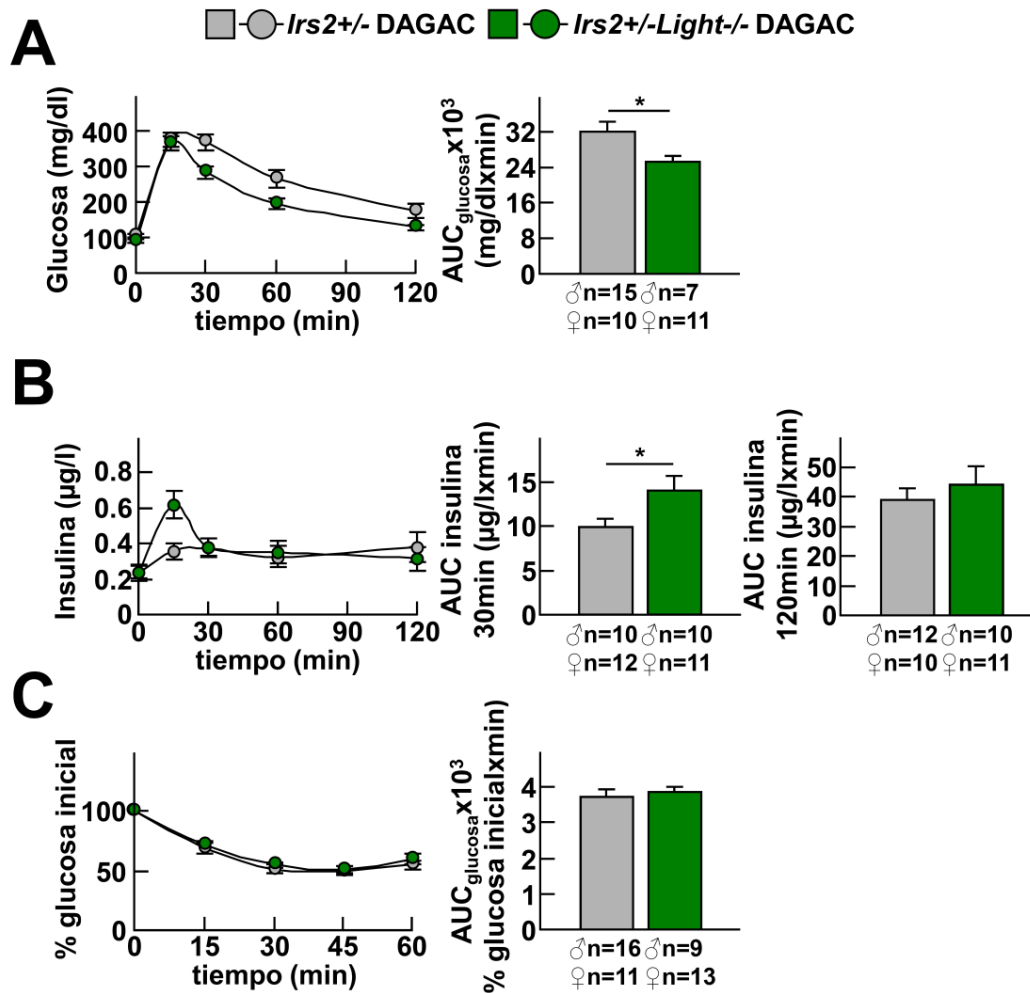 Irs2+/- DAGAC Irs2+/-Light-/- DAGAC
A
Glucosa (mg/dl)
400
300
200
100
0
0 30 60 90 120
tiempo (min)
AUCglucosax10³
(mg/dlxmin)
32
24
16
8
0
*
♂n=15 ♂n=7
♀n=10 ♀n=11
B
Insulina (µg/l)
0.8
0.6
0.4
0.2
0
0 30 60 90 120
tiempo (min)
AUC insulina
30min (µg/lxmin)
15
10
5
0
*
♂n=10 ♂n=10
♀n=12 ♀n=11
AUC insulina
120min (µg/lxmin)
50
40
30
20
10
0
♂n=12 ♂n=10
♀n=10 ♀n=11
C
% glucosa inicial
100
50
0
0 15 30 45 60
tiempo (min)
AUCglucosax10³
% glucosa inicialxmin)
4
3
2
1
0
♂n=16 ♂n=9
♀n=11 ♀n=13